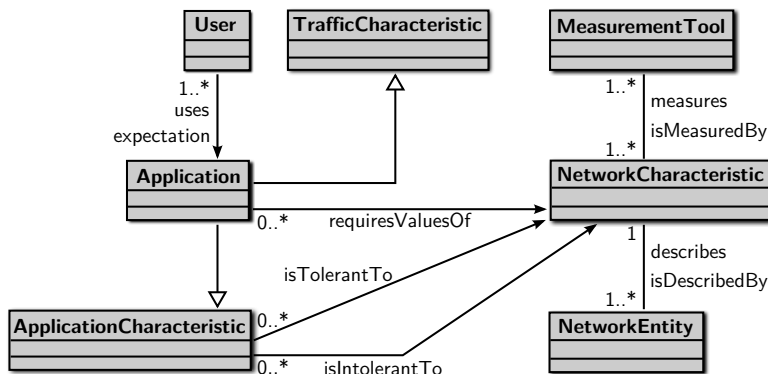 User
TrafficCharacteristic
MeasurementTool
1..*
uses
expectation
1..*
measures
isMeasuredBy
1..*
Application
NetworkCharacteristic
0..*
requiresValuesOf
1
describes
isDescribedBy
1..*
isTolerantTo
0..*
ApplicationCharacteristic
NetworkEntity
0..*
isIntolerantTo